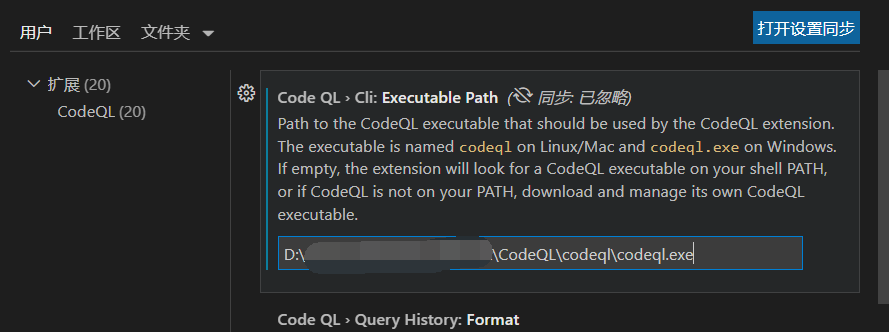 用户 工作区 文件夹 打开设置同步
扩展 (20)
CodeQL (20)
Code QL › Cli: Executable Path (同步: 已忽略)
Path to the CodeQL executable that should be used by the CodeQL extension.
The executable is named codeql on Linux/Mac and codeql.exe on Windows.
If empty, the extension will look for a CodeQL executable on your shell PATH,
or if CodeQL is not on your PATH, download and manage its own CodeQL
executable.
D:\ \CodeQL\codeql\codeql.exe
Code QL › Query History: Format